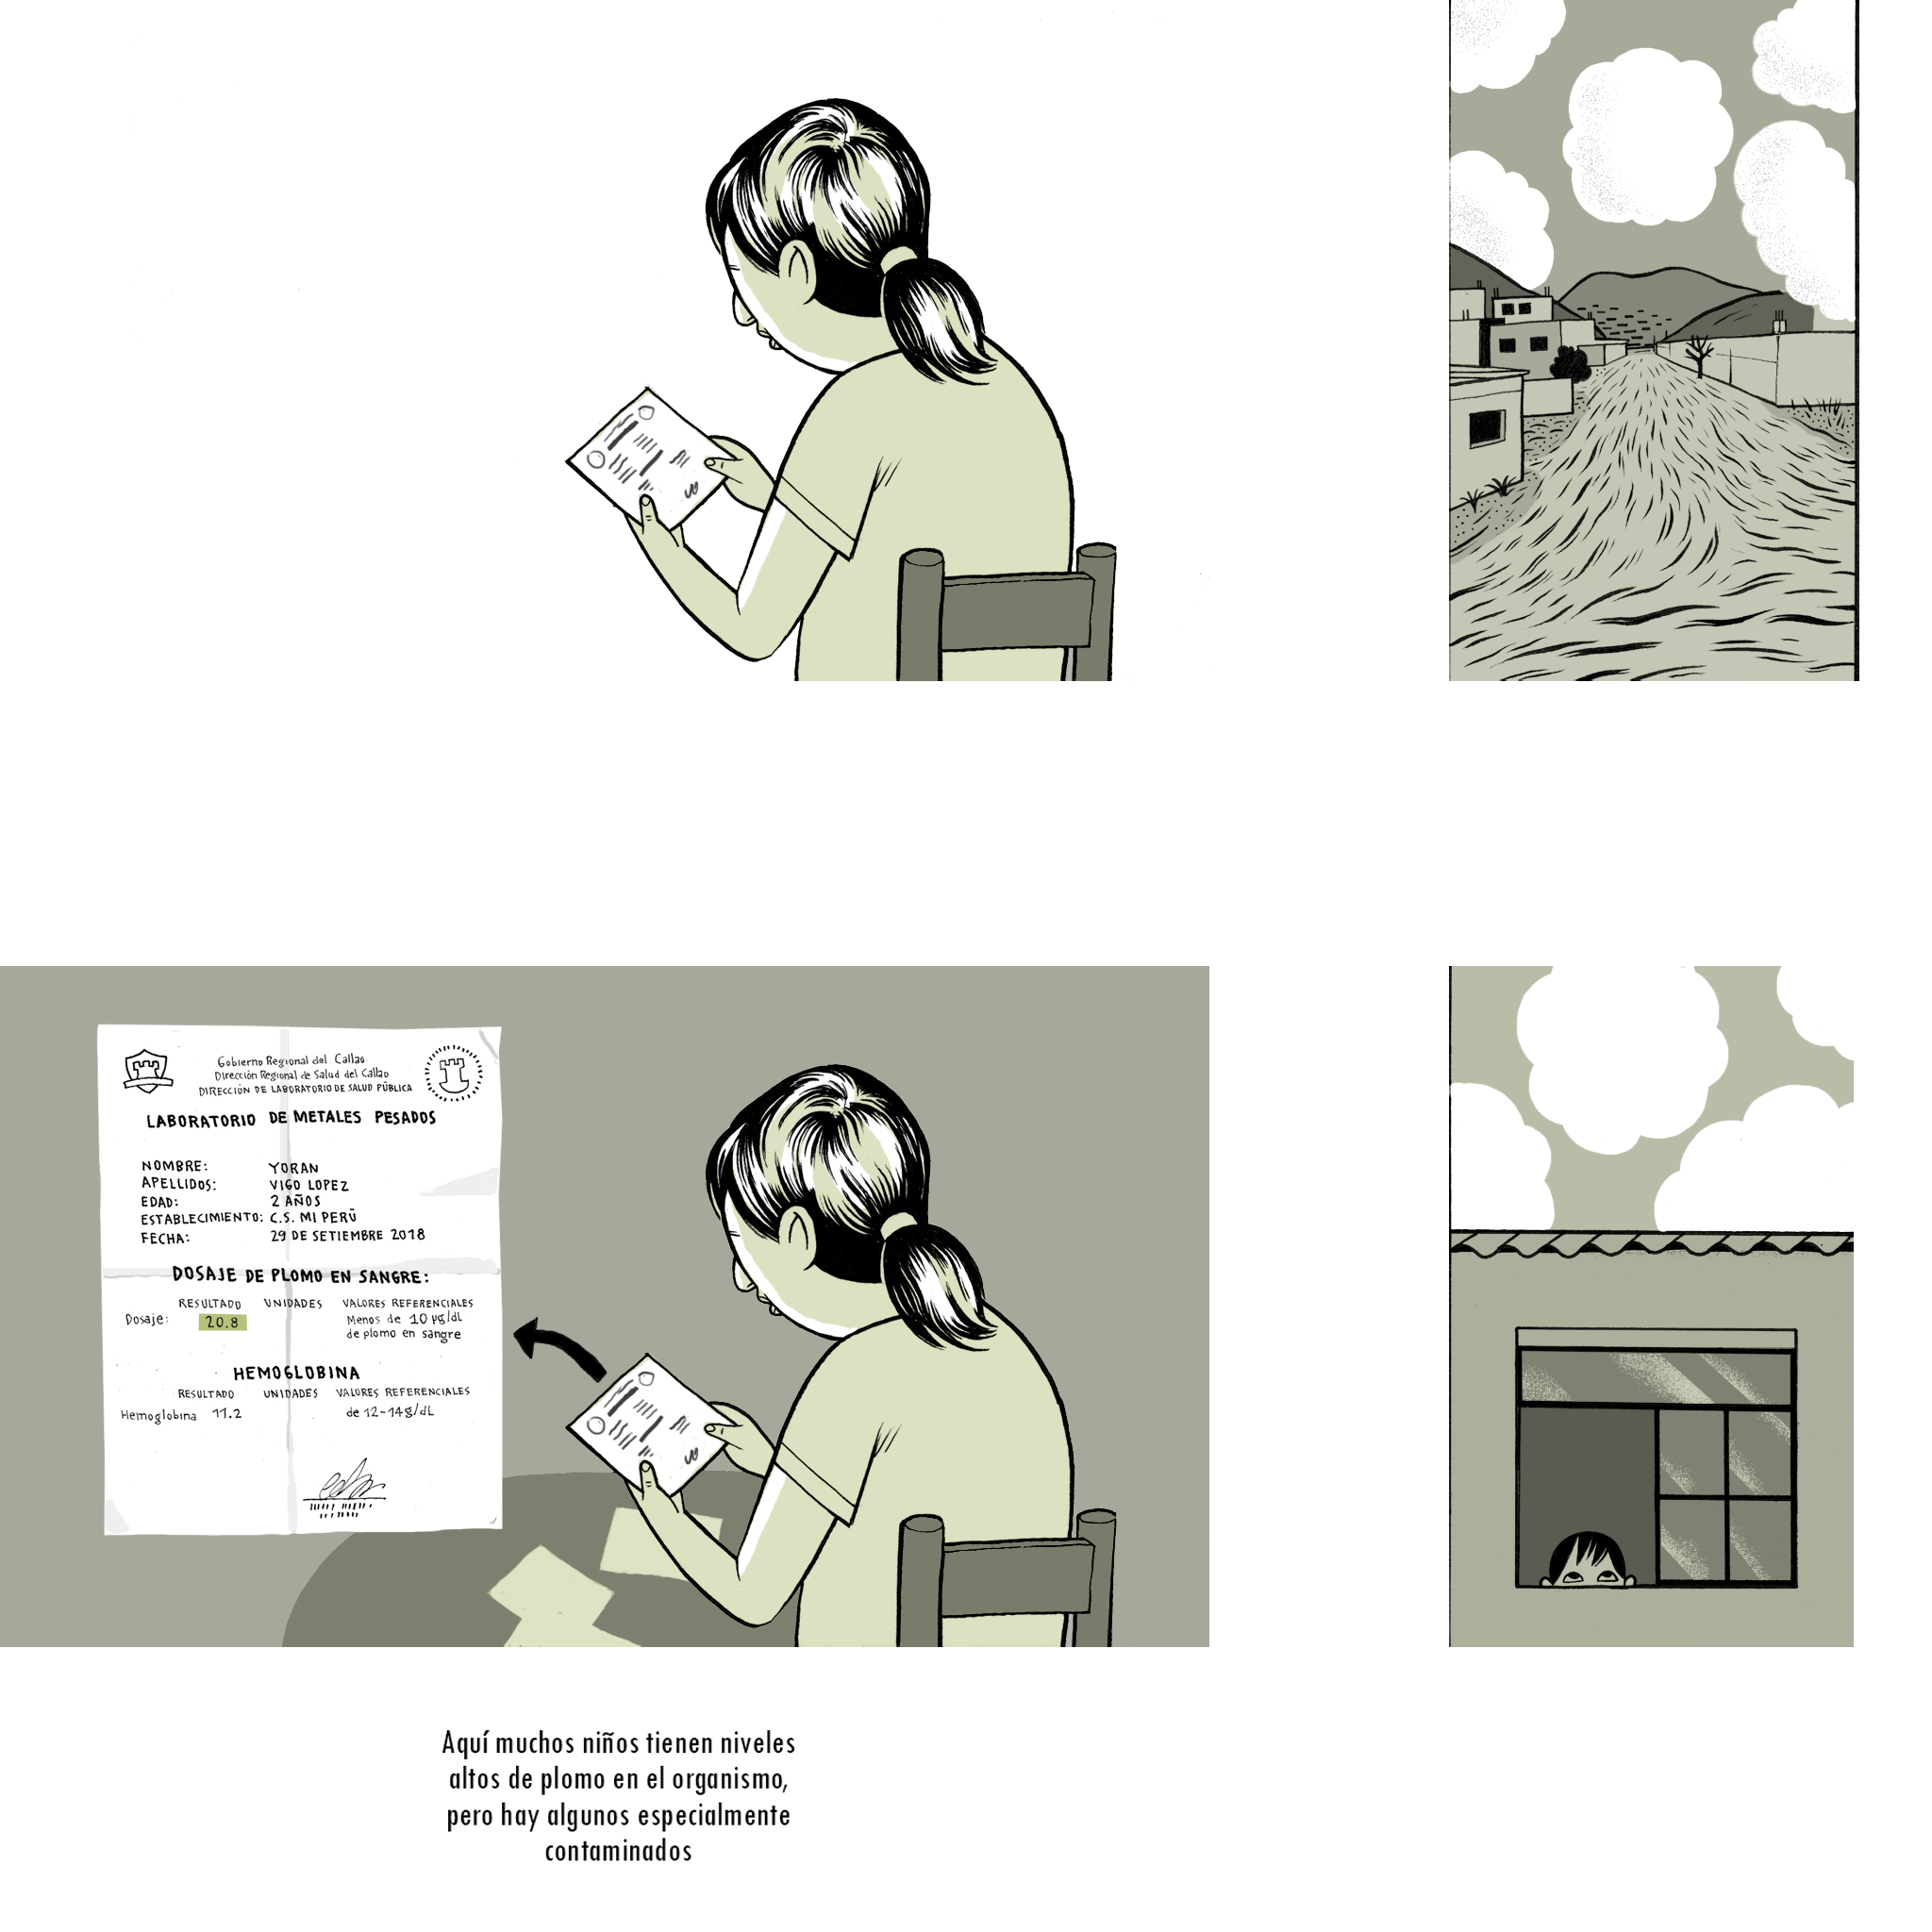 Gobierno Regional del Callao
Dirección Regional de Salud del Callao
DIRECCIÓN DE LABORATORIO DE SALUD PÚBLICA
LABORATORIO DE METALES PESADOS
NOMBRE: YORAN
APELLIDOS: VIGO LOPEZ
EDAD: 2 AÑOS
ESTABLECIMIENTO: C.S. MI PERÚ
FECHA: 29 DE SETIEMBRE 2018
DOSAJE DE PLOMO EN SANGRE:
RESULTADO UNIDADES VALORES REFERENCIALES
Dosaje: 20.8 Menos de 10 µg/dL
de plomo en sangre
HEMOGLOBINA
RESULTADO UNIDADES VALORES REFERENCIALES
Hemoglobina 11.2 de 12-14g/dL
Aquí muchos niños tienen niveles
altos de plomo en el organismo,
pero hay algunos especialmente
contaminados